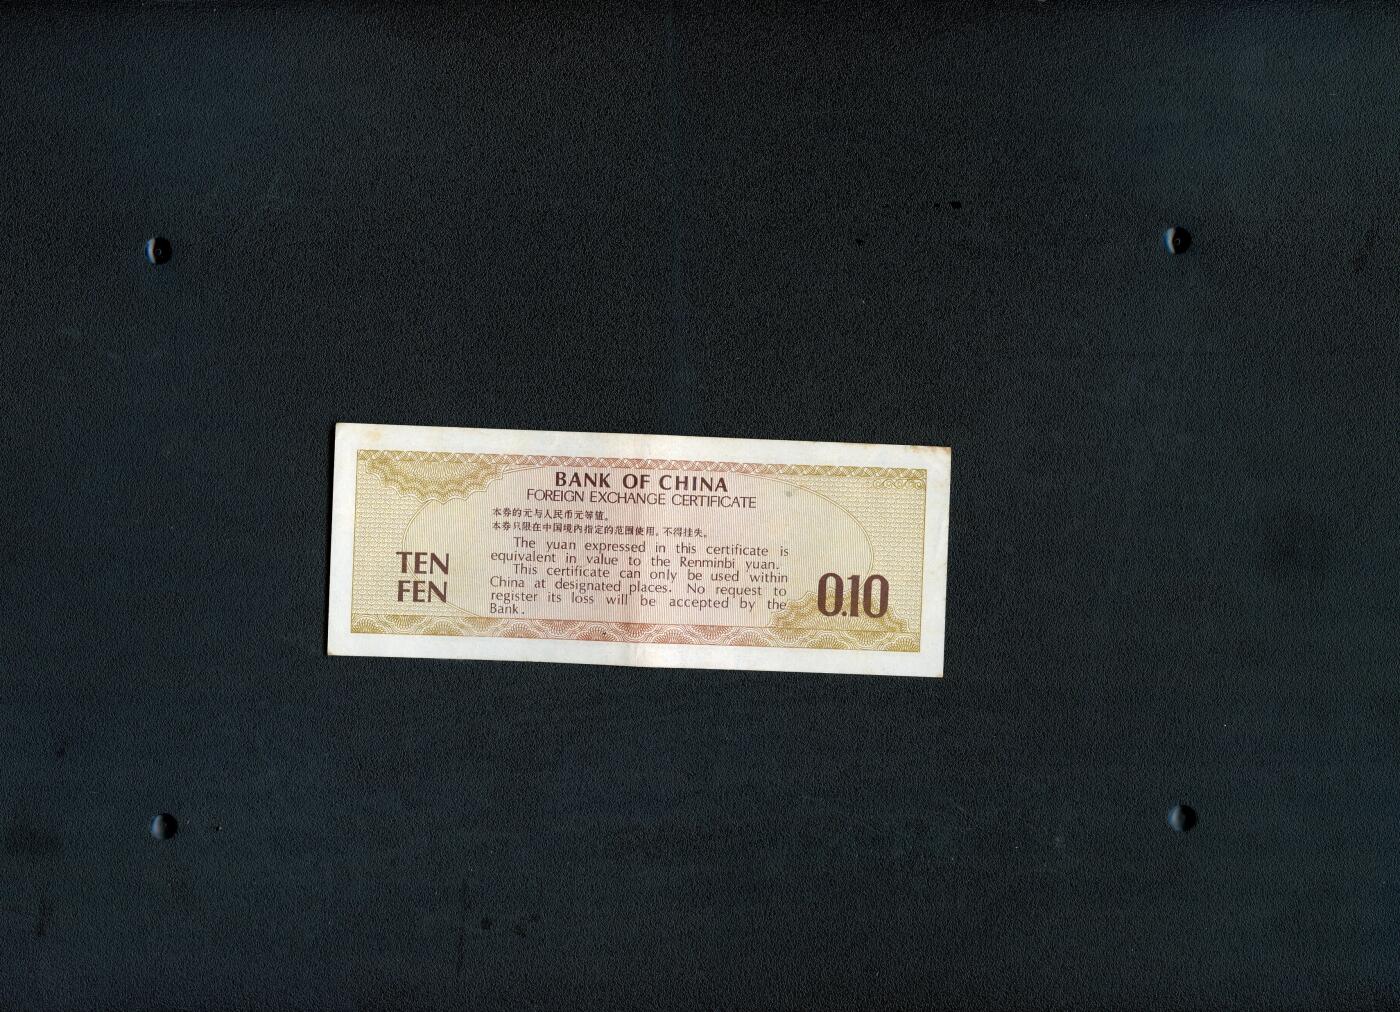 BANK OF CHINA
FOREIGN EXCHANGE CERTIFICATE
本券的元与人民币元等值。
本券只限在中国境内指定的范围使用，不得挂失。
The yuan expressed in this certificate is
equivalent in value to the Renminbi yuan.
This certificate can only be used within
China at designated places. No request to
register its loss will be accepted by the
Bank.
TEN
FEN
0.10